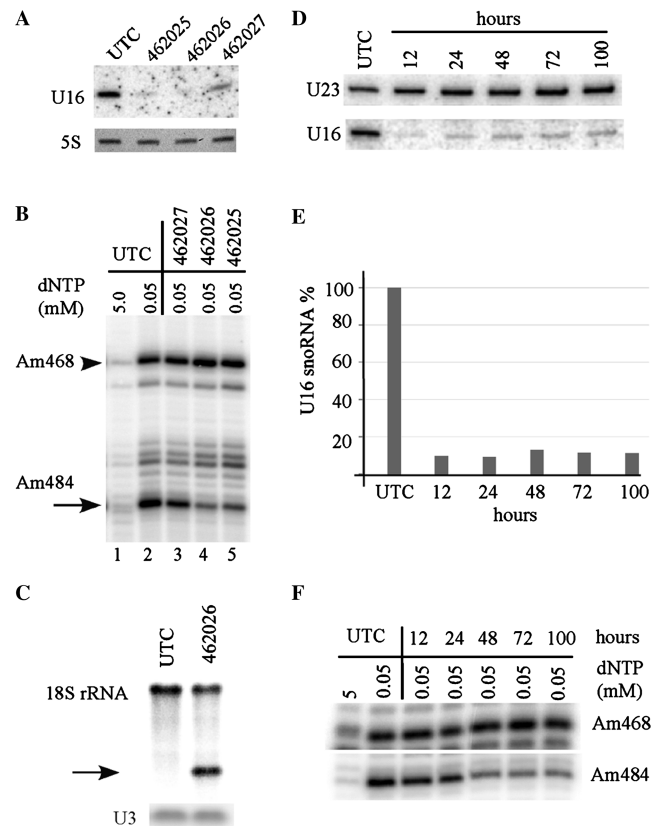 A
UTC 462025 462026 462027
U16
5S
B
UTC 462027 462026 462025
dNTP (mM) 5.0 0.05 0.05 0.05 0.05
Am468
Am484
1 2 3 4 5
C
UTC 462026
18S rRNA
U3
D
hours
UTC 12 24 48 72 100
U23
U16
E
U16 snoRNA %
100
80
60
40
20
UTC 12 24 48 72 100
hours
F
UTC 12 24 48 72 100 hours
5 0.05 0.05 0.05 0.05 0.05 0.05 dNTP (mM)
Am468
Am484